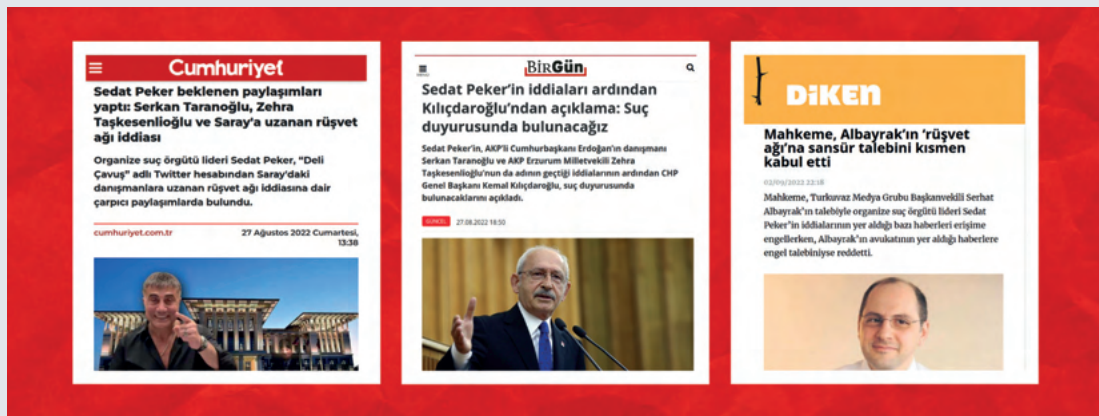 Cumhuriyet
Sedat Peker beklenen paylaşımları
yaptı: Serkan Taranoğlu, Zehra
Taşkesenlioğlu ve Saray'a uzanan rüşvet
ağı iddiası
Organize suç örgütü lideri Sedat Peker, "Deli
Çavuş" adlı Twitter hesabından Saray'daki
danışmanlara uzanan rüşvet ağı iddiasına dair
çarpıcı paylaşımlarda bulundu.
cumhuriyet.com.tr
27 Ağustos 2022 Cumartesi,
13:38
BirGün
Sedat Peker'in iddiaları ardından
Kılıçdaroğlu'ndan açıklama: Suç
duyurusunda bulunacağız
Sedat Peker'in, AKP'li Cumhurbaşkanı Erdoğan'ın danışmanı
Serkan Taranoğlu ve AKP Erzurum Milletvekili Zehra
Taşkesenlioğlu'nun da adının geçtiği iddialarının ardından CHP
Genel Başkanı Kemal Kılıçdaroğlu, suç duyurusunda
bulunacaklarını açıkladı.
GÜNCEL 27.08.2022 18:50
DiKEN
Mahkeme, Albayrak'ın 'rüşvet
ağı'na sansür talebini kısmen
kabul etti
02/09/2022 22:18
Mahkeme, Turkuvaz Medya Grubu Başkanvekili Serhat
Albayrak'ın talebiyle organize suç örgütü lideri Sedat
Peker'in iddialarının yer aldığı bazı haberleri erişime
engellerken, Albayrak'ın avukatının yer aldığı haberlere
engel talebiniyse reddetti.